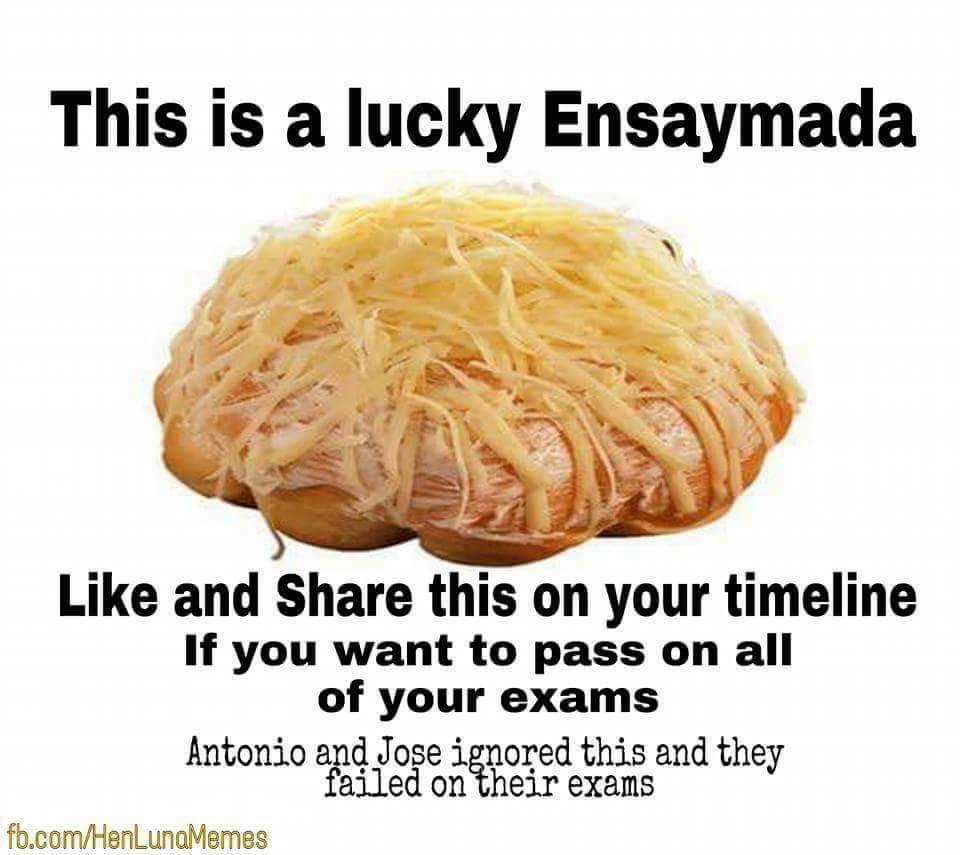 This is a lucky Ensaymada
Like and Share this on your timeline
If you want to pass on all
of your exams
Antonio and Jose ignored this and they
failed on their exams
fb.com/HenLunaMemes